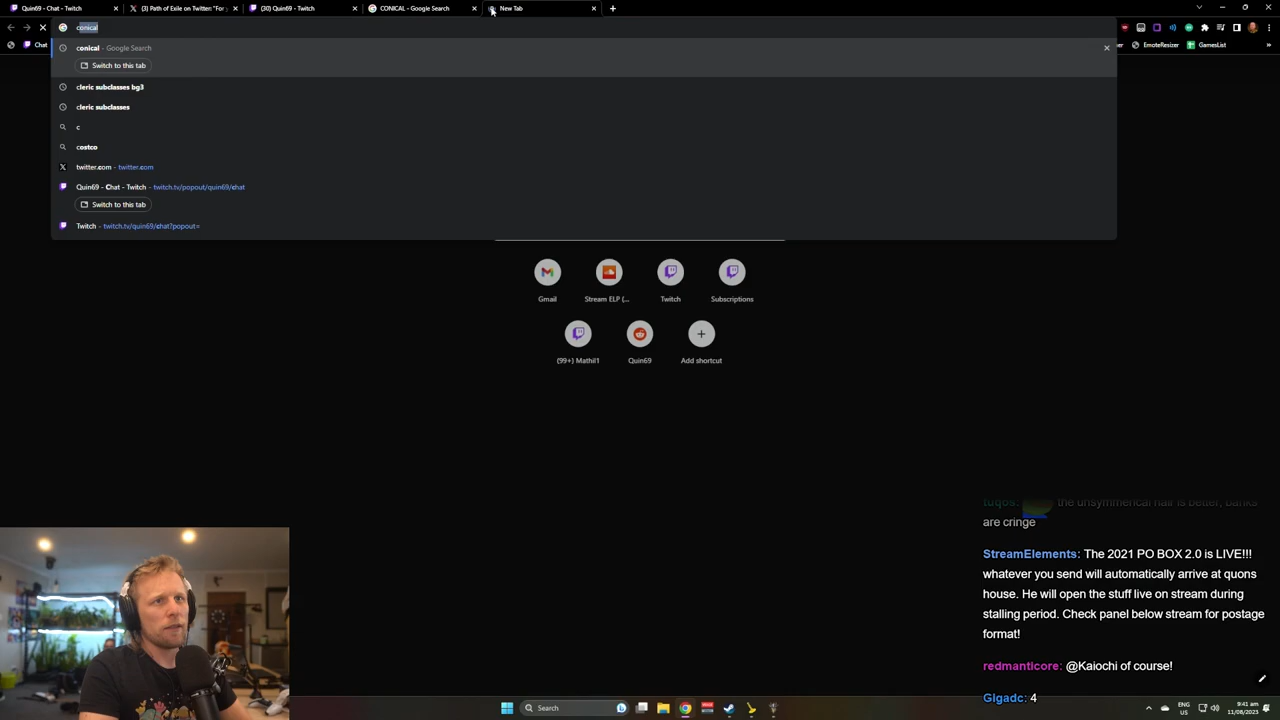 Quin69 - Chat - Twitch
(3) Path of Exile on Twitter: "For
(30) Quin69 - Twitch
CONICAL - Google Search
New Tab
conical
Chat
EmoteResizer
GamesList
conical - Google Search
Switch to this tab
cleric subclasses bg3
cleric subclasses
c
costco
twitter.com - twitter.com
Quin69 - Chat - Twitch - twitch.tv/popout/quin69/chat
Switch to this tab
Twitch - twitch.tv/quin69/chat?popout=
Gmail
Stream ELP (...
Twitch
Subscriptions
(99+) Mathil1
Quin69
Add shortcut
tuqos: the unsymmerical hair is better, banks
are cringe
StreamElements: The 2021 PO BOX 2.0 is LIVE!!!
whatever you send will automatically arrive at quons
house. He will open the stuff live on stream during
stalling period. Check panel below stream for postage
format!
redmanticore: @Kaiochi of course!
Glgadc: 4
Search
ENG
US
9:41 am
11/08/2023